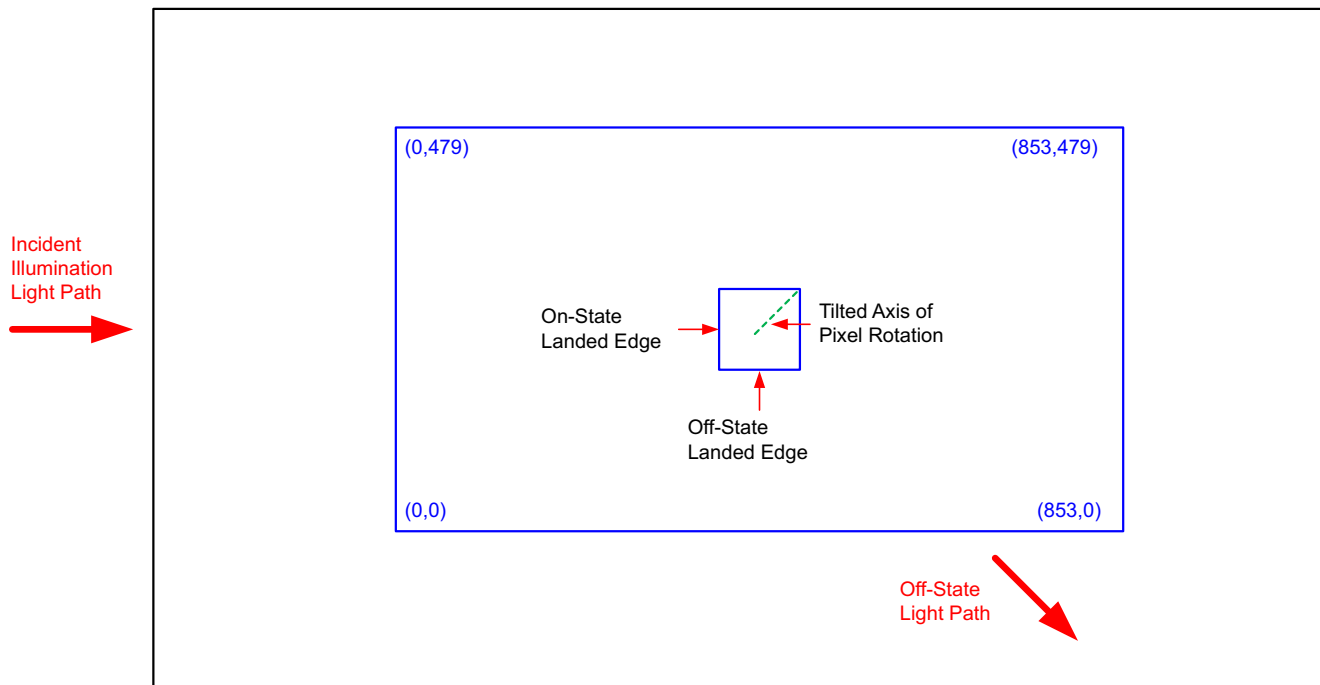 (0,479)
(853,479)
Incident
Illumination
Light Path
On-State
Landed Edge
Tilted Axis of
Pixel Rotation
Off-State
Landed Edge
(0,0)
(853,0)
Off-State
Light Path